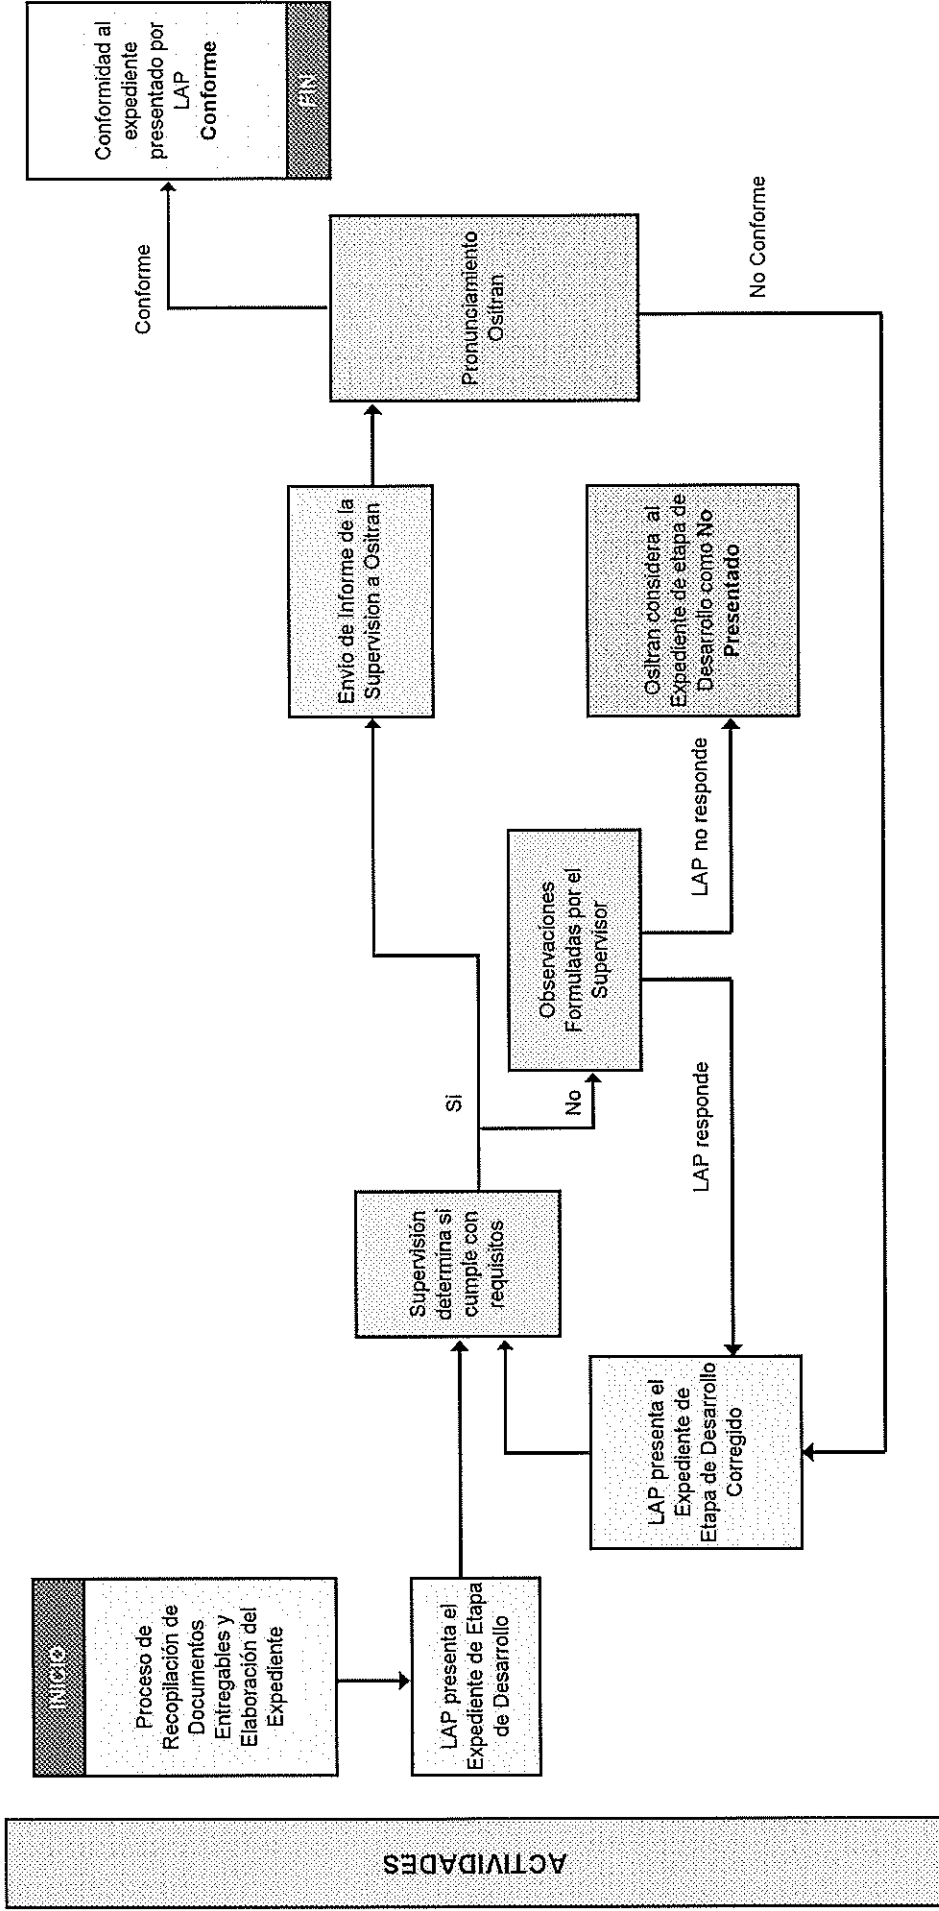 ACTIVIDADES
INICIO
Proceso de
Recopilación de
Documentos
Entregables y
Elaboración del
Expediente
LAP presenta el
Expediente de Etapa
de Desarrollo
LAP presenta el
Expediente de
Etapa de Desarrollo
Corregido
Supervisión
determina si
cumple con
requisitos
Si
No
Observaciones
Formuladas por el
Supervisor
LAP responde
LAP no responde
Envío de Informe de la
Supervision a Ositran
Ositran considera al
Expediente de etapa de
Desarrollo como No
Presentado
Pronunciamiento
Ositran
Conforme
No Conforme
Conformidad al
expediente
presentado por
LAP
Conforme
FIN